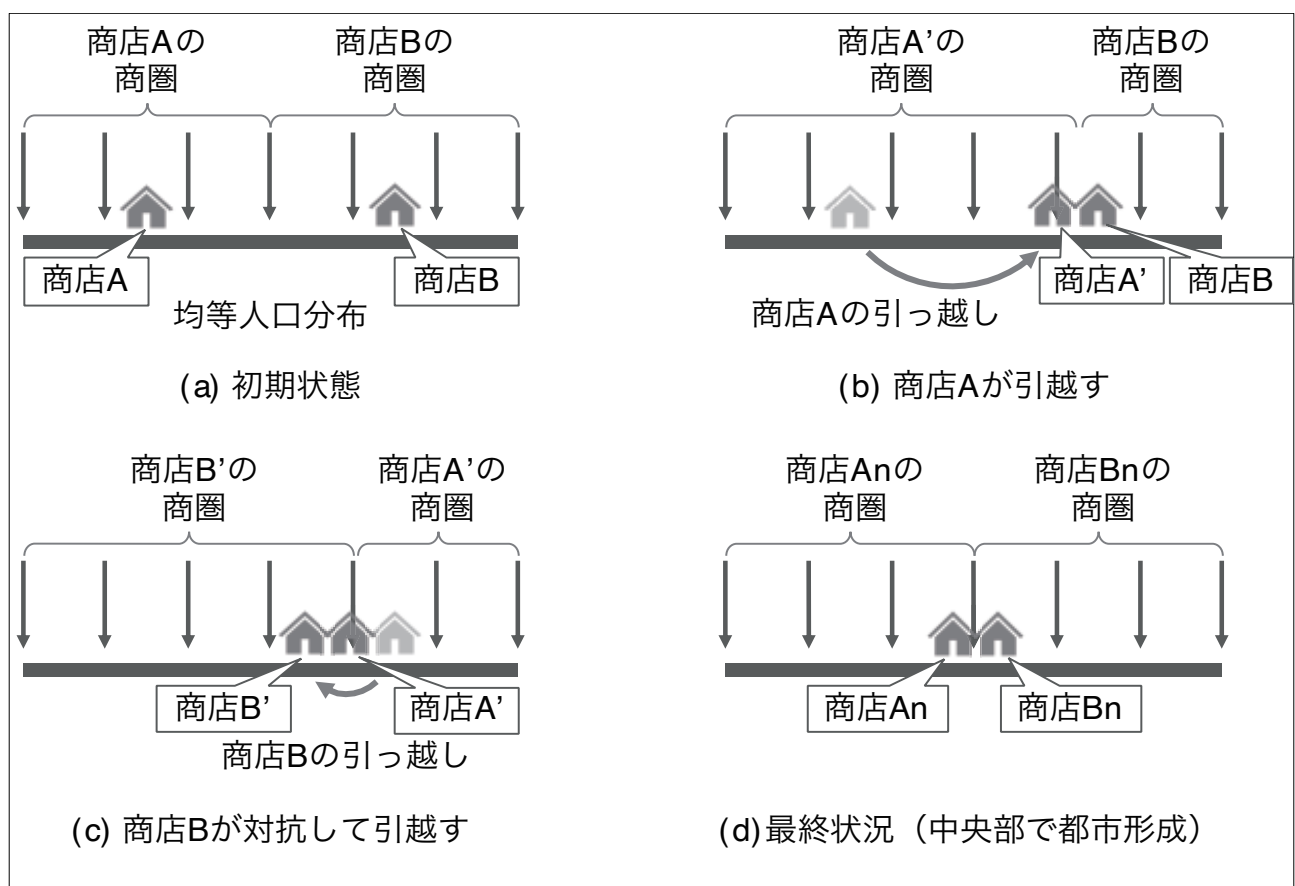 商店Aの
商圏
商店Bの
商圏
商店A
商店B
均等人口分布
(a) 初期状態
商店A’の
商圏
商店Bの
商圏
商店A’
商店B
商店Aの引っ越し
(b) 商店Aが引越す
商店B’の
商圏
商店A’の
商圏
商店B’
商店A’
商店Bの引っ越し
(c) 商店Bが対抗して引越す
商店Anの
商圏
商店Bnの
商圏
商店An
商店Bn
(d)最終状況（中央部で都市形成）